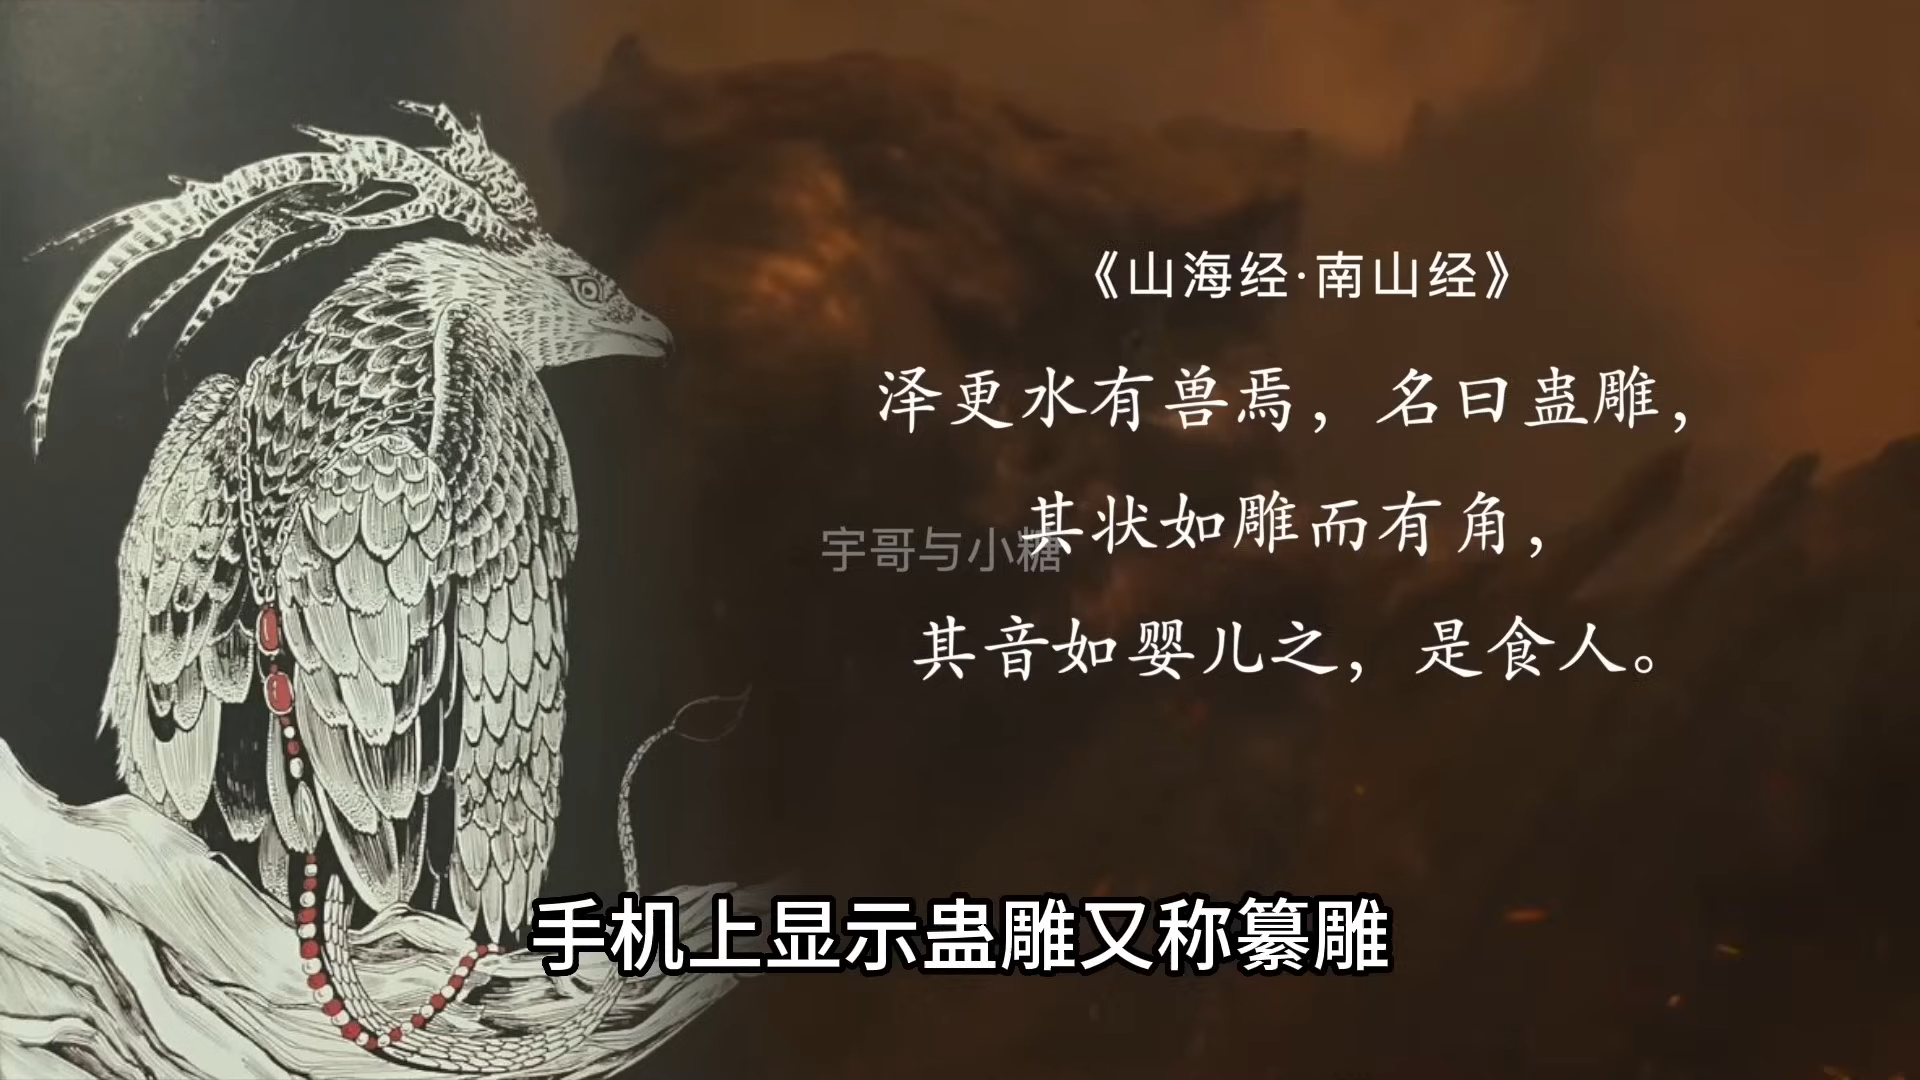 《山海经·南山经》
泽更水有兽焉，名曰蛊雕，
其状如雕而有角，
宇哥与小糖
其音如婴儿之，是食人。
手机上显示蛊雕又称纂雕